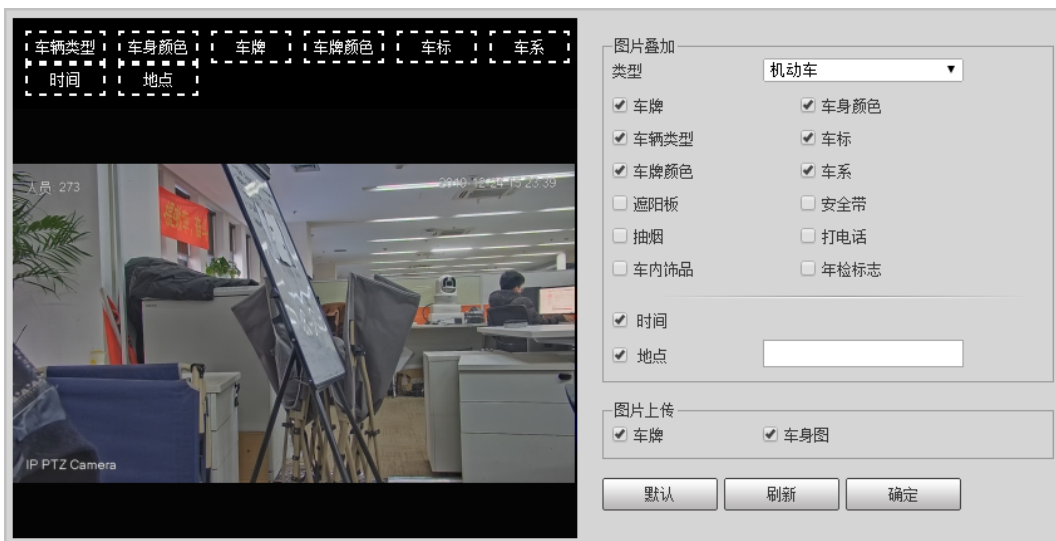 车辆类型 车身颜色 车牌 车牌颜色 车标 车系
时间 地点
人员 273
15:23:39
IP PTZ Camera
图片叠加
类型 机动车
车牌 车身颜色
车辆类型 车标
车牌颜色 车系
遮阳板 安全带
抽烟 打电话
车内饰品 年检标志
时间
地点
图片上传
车牌 车身图
默认 刷新 确定